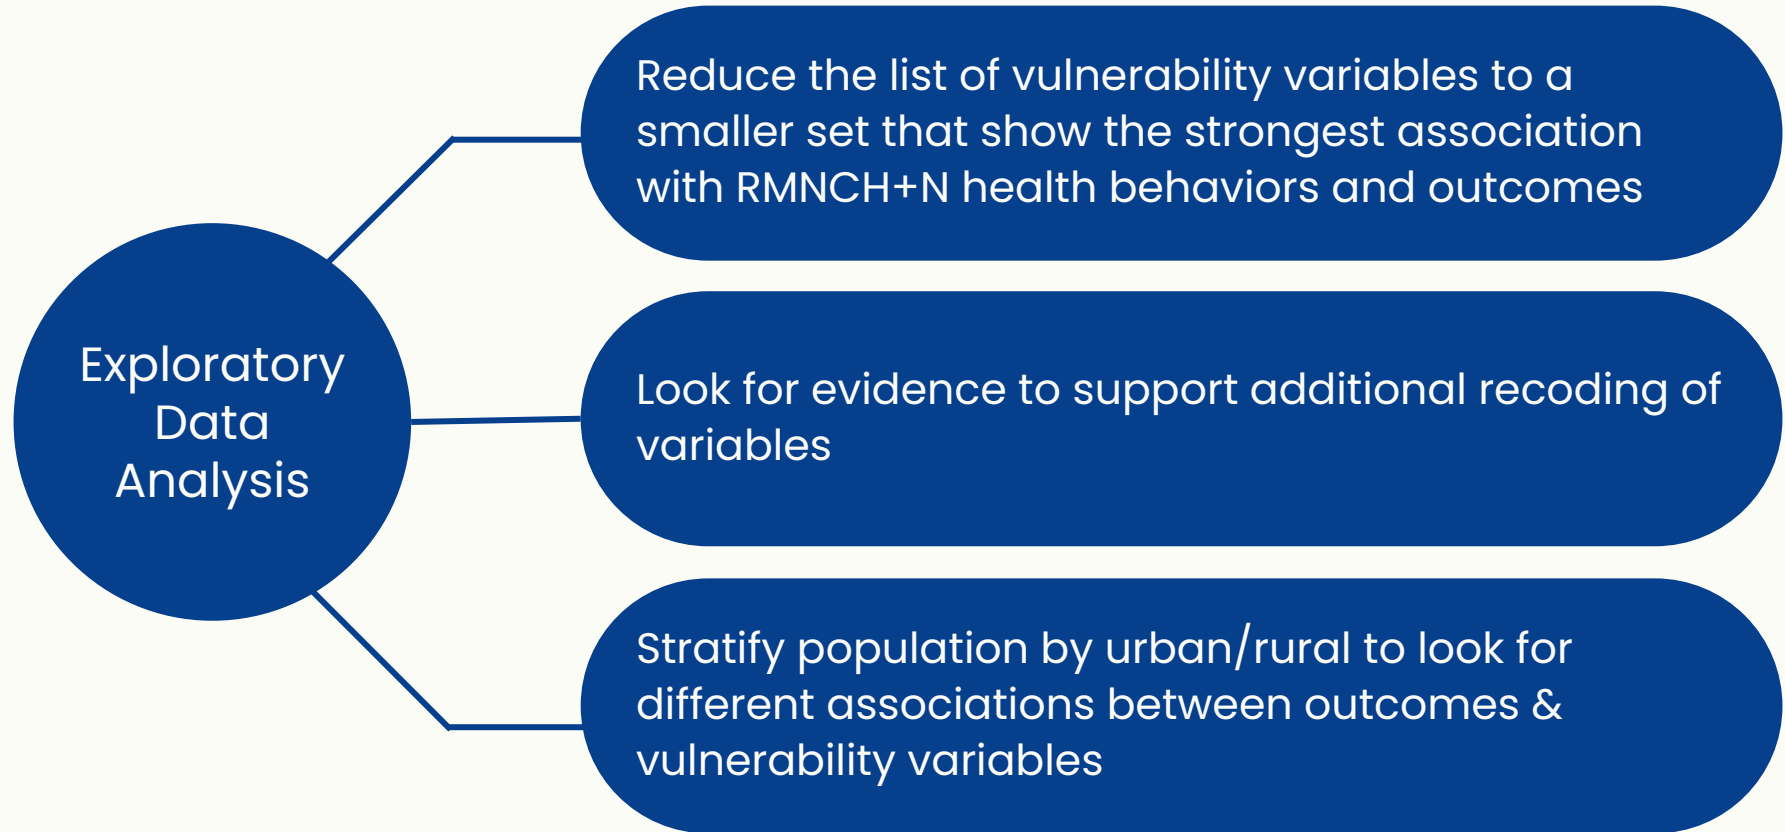 Exploratory
Data
Analysis
Reduce the list of vulnerability variables to a
smaller set that show the strongest association
with RMNCH+N health behaviors and outcomes
Look for evidence to support additional recoding of
variables
Stratify population by urban/rural to look for
different associations between outcomes &
vulnerability variables